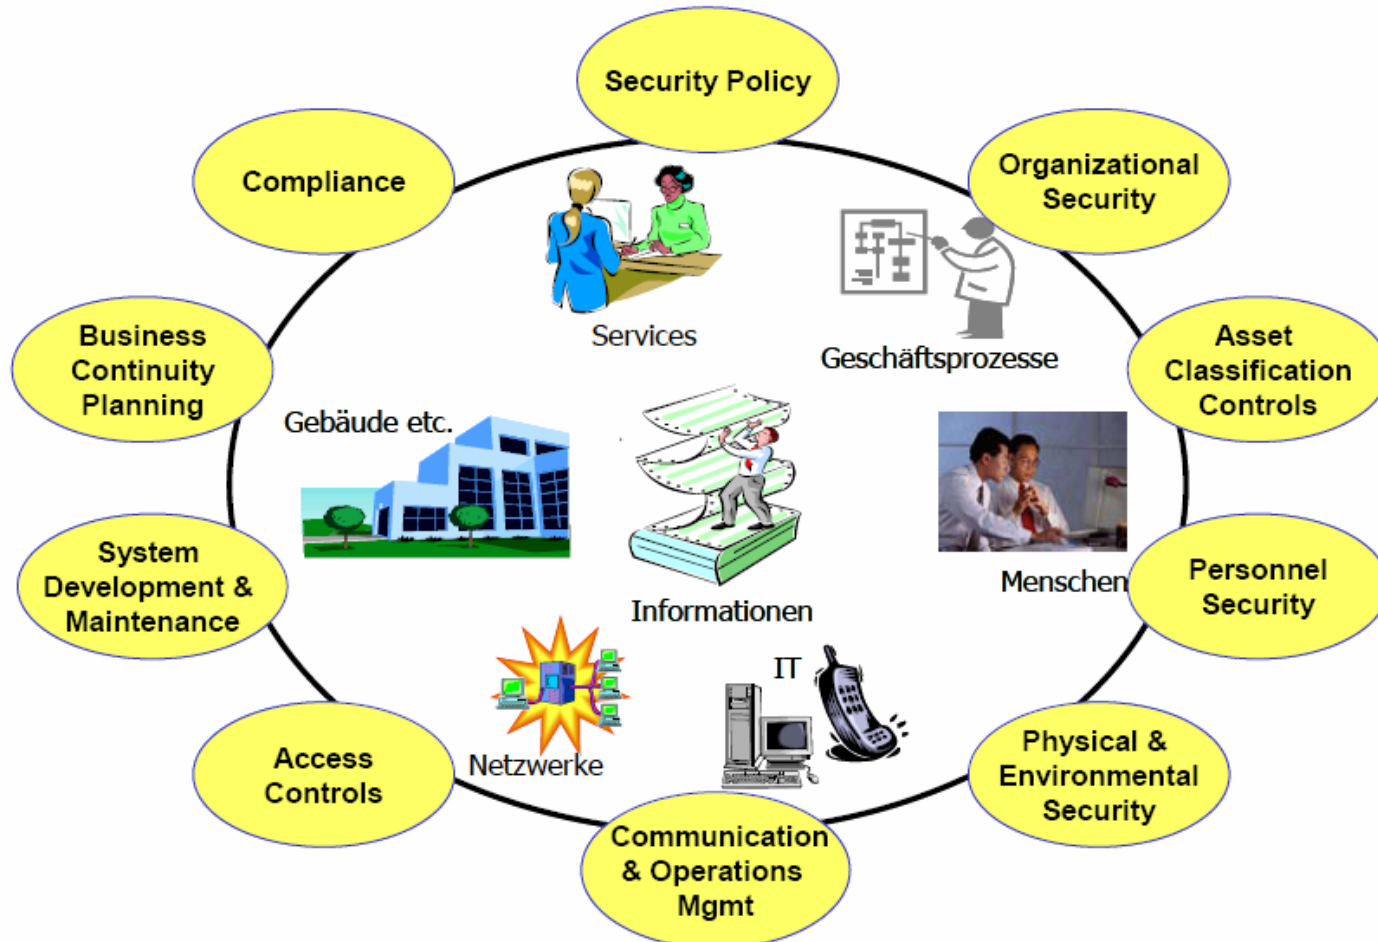 Security Policy
Compliance
Organizational
Security
Services
Geschäftsprozesse
Business
Continuity
Planning
Asset
Classification
Controls
Gebäude etc.
System
Development &
Maintenance
Informationen
Menschen
Personnel
Security
IT
Netzwerke
Access
Controls
Physical &
Environmental
Security
Communication
& Operations
Mgmt